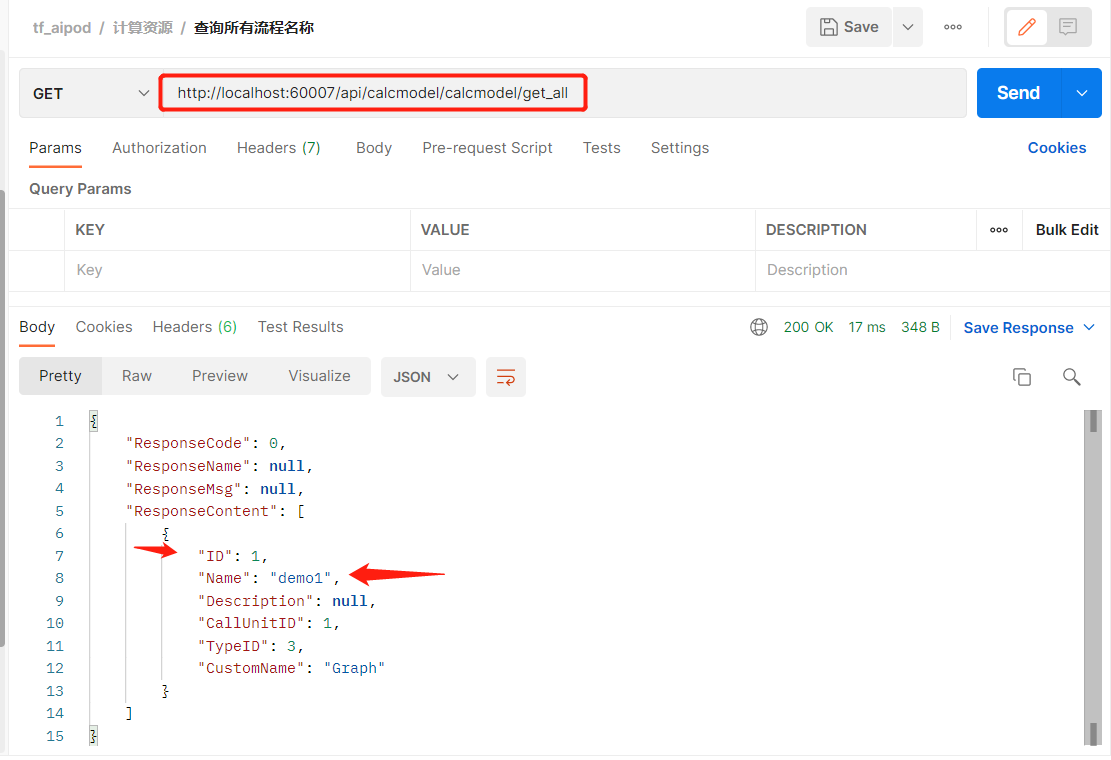 tf_aipod / 计算资源 / 查询所有流程名称
Save
GET
http://localhost:60007/api/calcmodel/calcmodel/get_all
Send
Params Authorization Headers (7) Body Pre-request Script Tests Settings Cookies
Query Params
KEY VALUE DESCRIPTION Bulk Edit
Key Value Description
Body Cookies Headers (6) Test Results 200 OK 17 ms 348 B Save Response
Pretty Raw Preview Visualize JSON
1 {
2 "ResponseCode": 0,
3 "ResponseName": null,
4 "ResponseMsg": null,
5 "ResponseContent": [
6 {
7 "ID": 1,
8 "Name": "demo1",
9 "Description": null,
10 "CallUnitID": 1,
11 "TypeID": 3,
12 "CustomName": "Graph"
13 }
14 ]
15 }